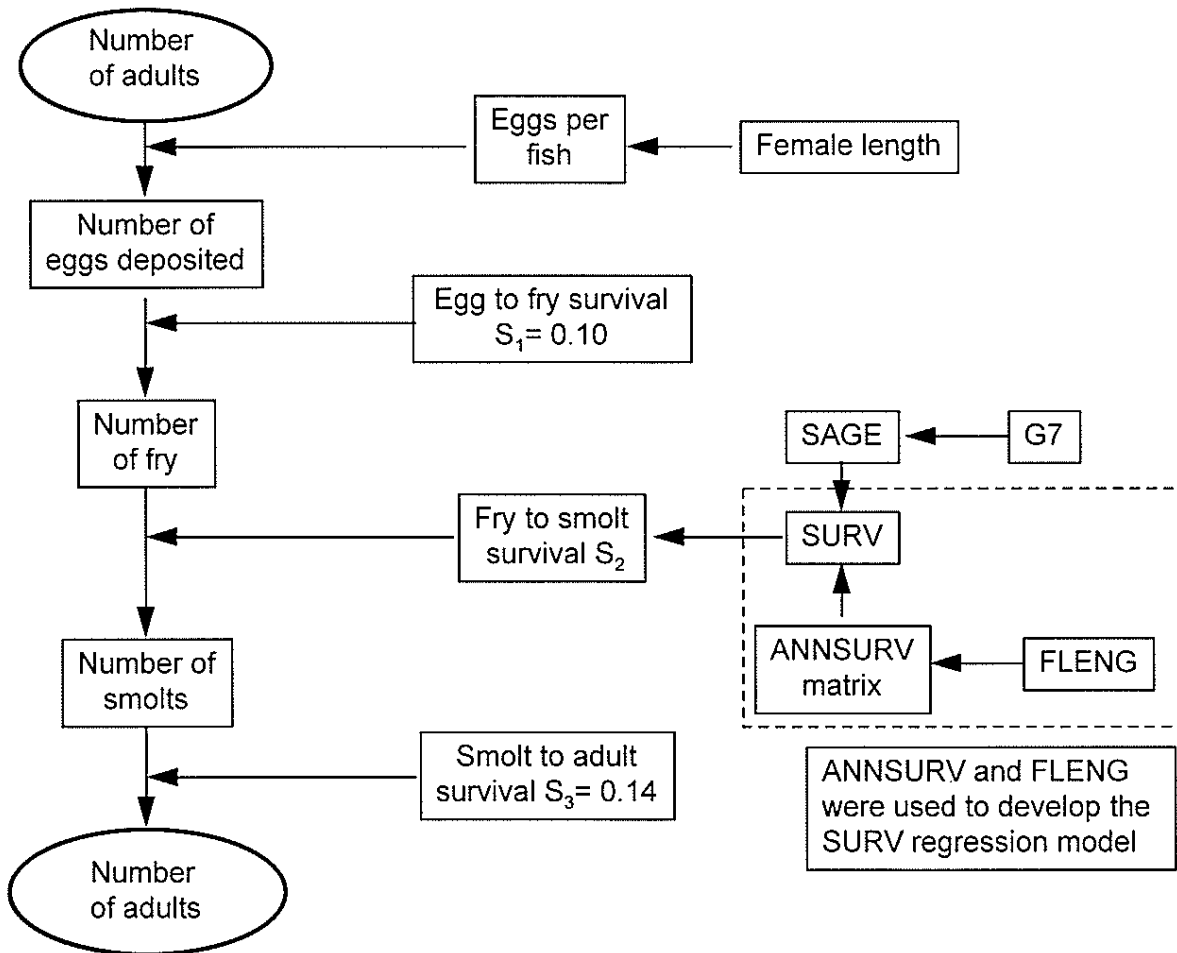 Number
of adults
Eggs per
fish
Female length
Number of
eggs deposited
Egg to fry survival
S1= 0.10
Number
of fry
SAGE
G7
Fry to smolt
survival S2
SURV
Number of
smolts
ANNSURV
matrix
FLENG
Smolt to adult
survival S3= 0.14
ANNSURV and FLENG
were used to develop the
SURV regression model
Number
of adults